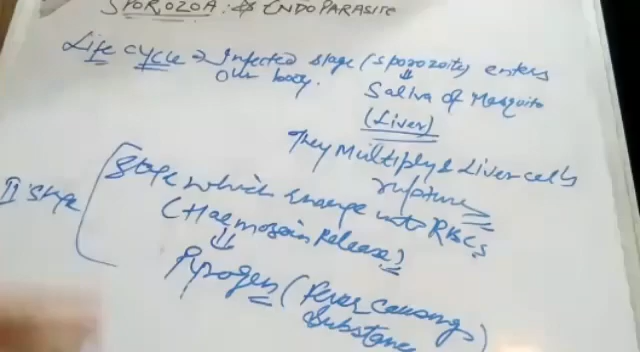 SPOROZOA: ENDOPARASITE
Life cycle → Infected stage (Sporozoite) enters
Our body.
Saliva of Mosquito
(Liver)
They Multiply & Liver cells
rupture
II stage
Stage which change into RBCs
(Haemozoin Release)
Pyrogen (Fever causing
Substance)